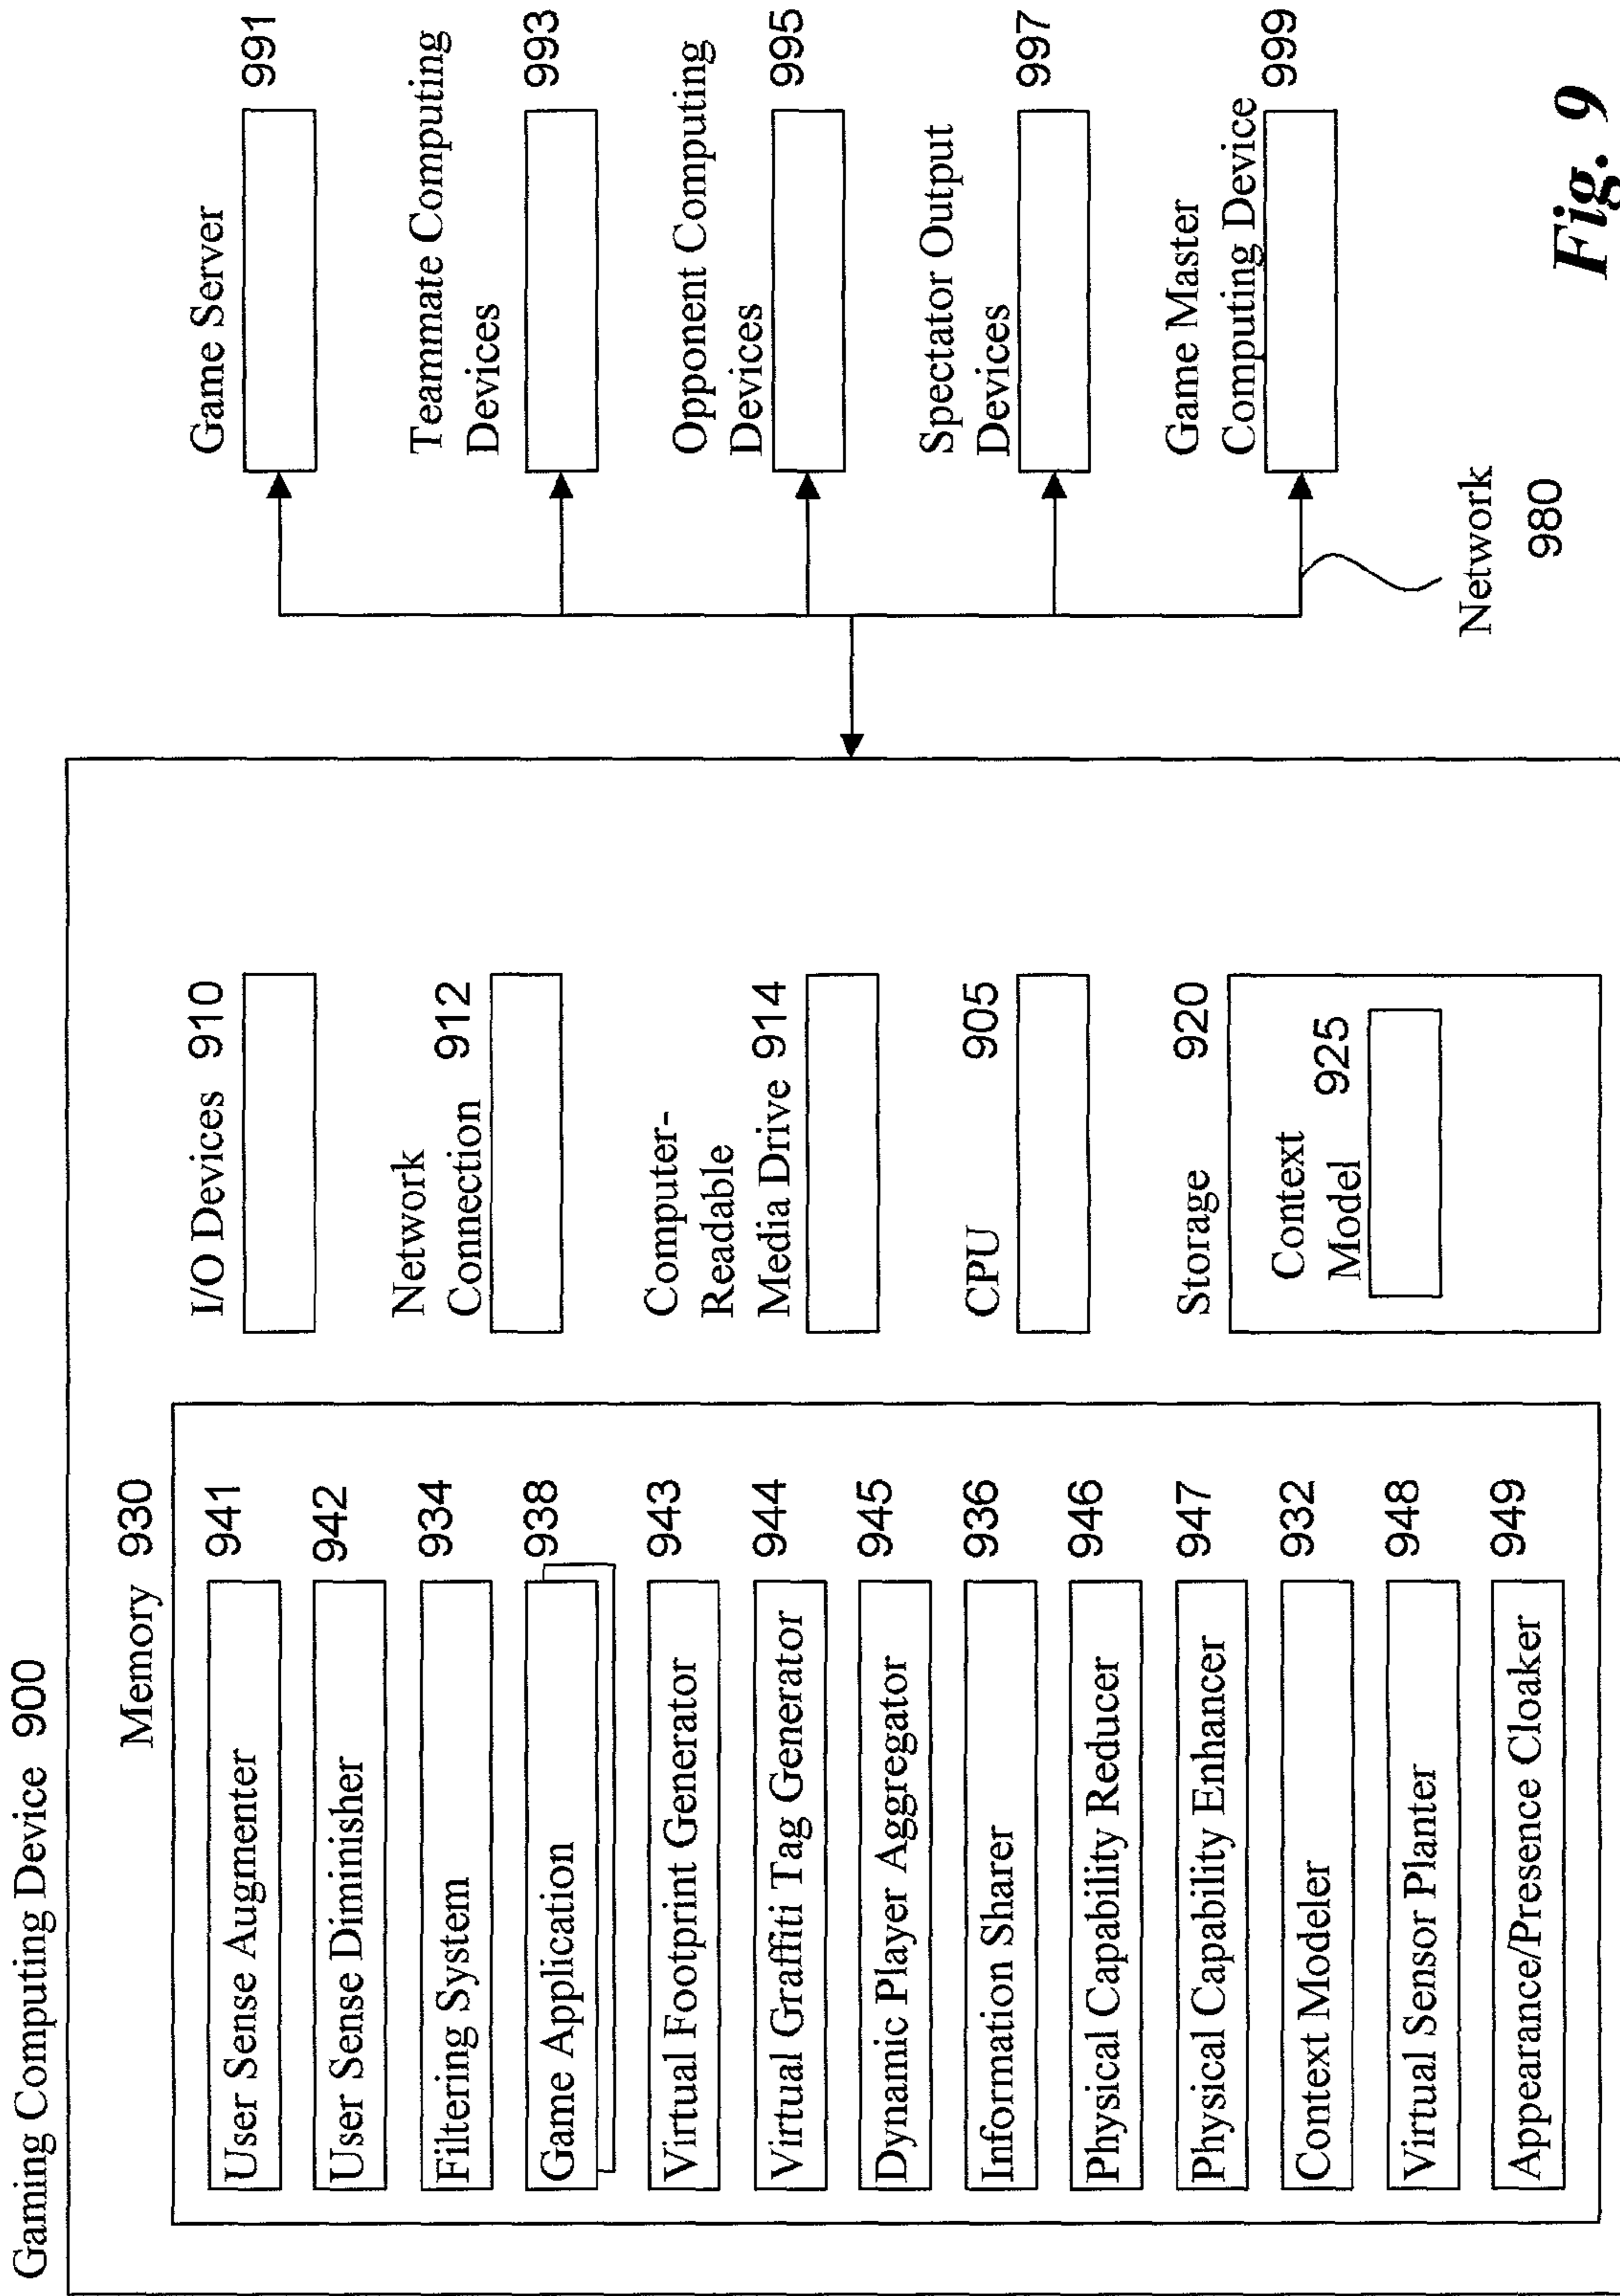 Gaming Computing Device 900
Memory 930
User Sense Augmenter 941
User Sense Diminisher 942
Filtering System 934
Game Application 938
Virtual Footprint Generator 943
Virtual Graffiti Tag Generator 944
Dynamic Player Aggregator 945
Information Sharer 936
Physical Capability Reducer 946
Physical Capability Enhancer 947
Context Modeler 932
Virtual Sensor Planter 948
Appearance/Presence Cloaker 949
I/O Devices 910
Network
Connection 912
Computer-
Readable
Media Drive 914
CPU 905
Storage 920
Context
Model 925
Game Server 991
Teammate Computing
Devices 993
Opponent Computing
Devices 995
Spectator Output
Devices 997
Game Master
Computing Device 999
Network
980
Fig. 9